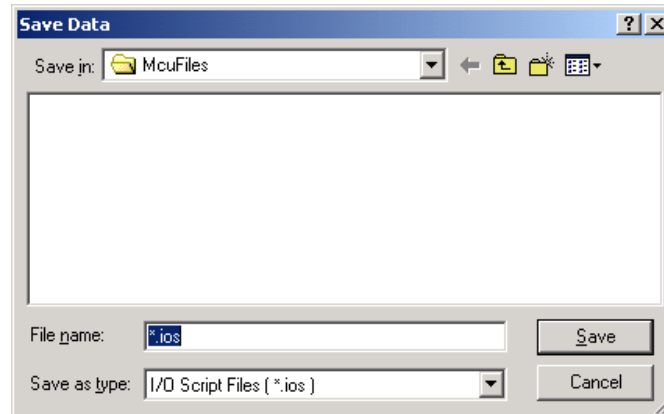 Save Data
Save in: McuFiles
File name: *.ios Save
Save as type: I/O Script Files ( *.ios ) Cancel